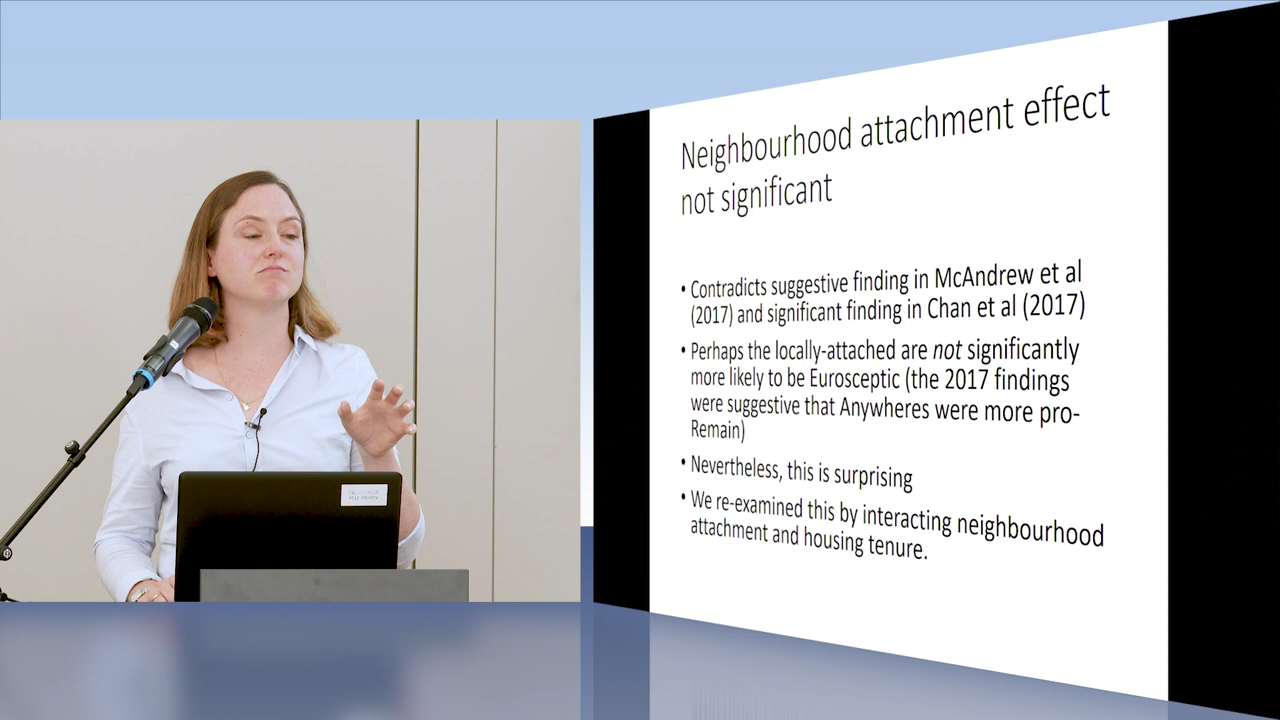 Neighbourhood attachment effect
not significant
• Contradicts suggestive finding in McAndrew et al
(2017) and significant finding in Chan et al (2017)
• Perhaps the locally-attached are not significantly
more likely to be Eurosceptic (the 2017 findings
were suggestive that Anywheres were more pro-
Remain)
• Nevertheless, this is surprising
• We re-examined this by interacting neighbourhood
attachment and housing tenure.